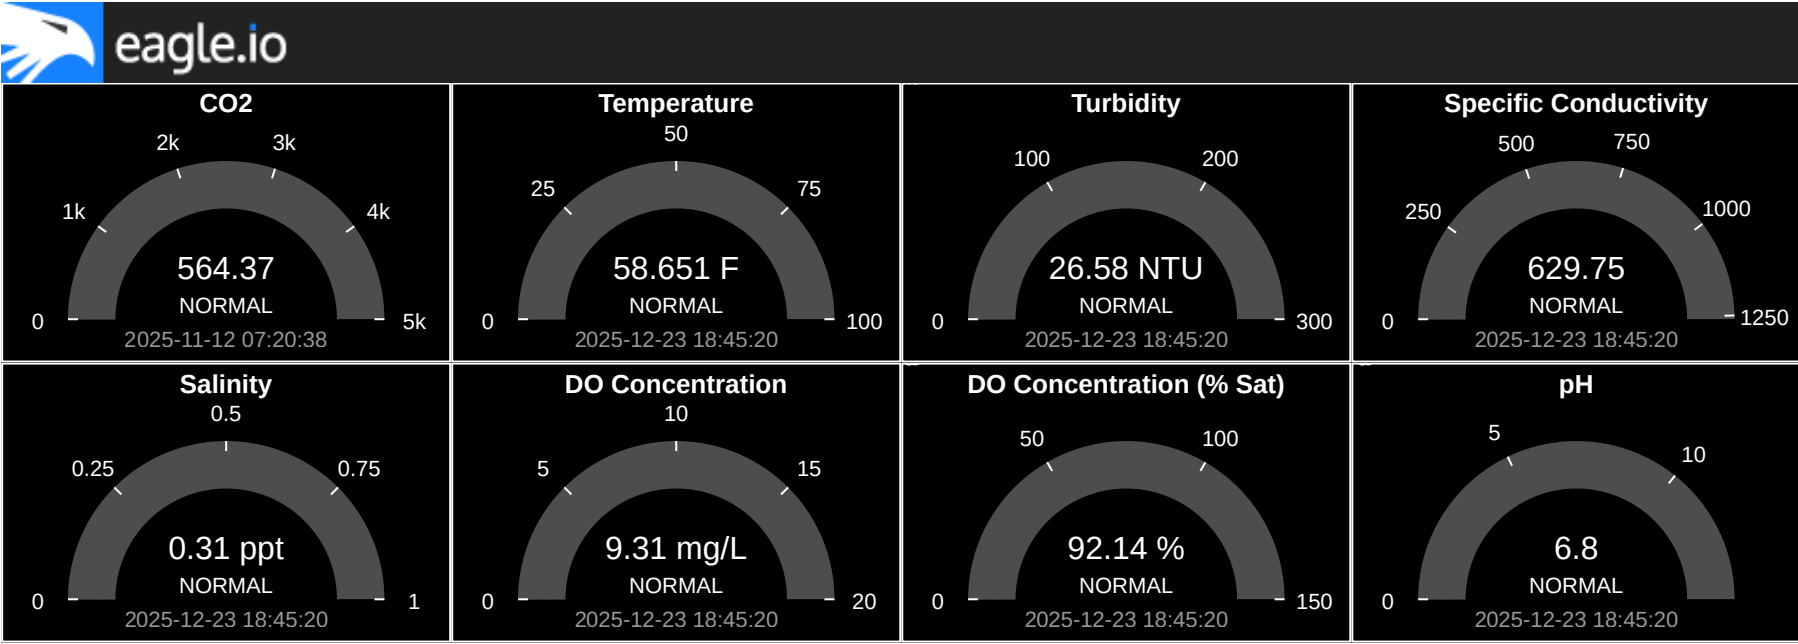 eagle.io
CO2
2k
3k
1k
4k
564.37
NORMAL
0
5k
2025-11-12 07:20:38
Temperature
50
25
75
58.651 F
NORMAL
0
100
2025-12-23 18:45:20
Turbidity
100
200
26.58 NTU
NORMAL
0
300
2025-12-23 18:45:20
Specific Conductivity
500
750
250
1000
629.75
NORMAL
0
1250
2025-12-23 18:45:20
Salinity
0.5
0.25
0.75
0.31 ppt
NORMAL
0
1
2025-12-23 18:45:20
DO Concentration
10
5
15
9.31 mg/L
NORMAL
0
20
2025-12-23 18:45:20
DO Concentration (% Sat)
50
100
92.14 %
NORMAL
0
150
2025-12-23 18:45:20
pH
5
10
6.8
NORMAL
0
2025-12-23 18:45:20